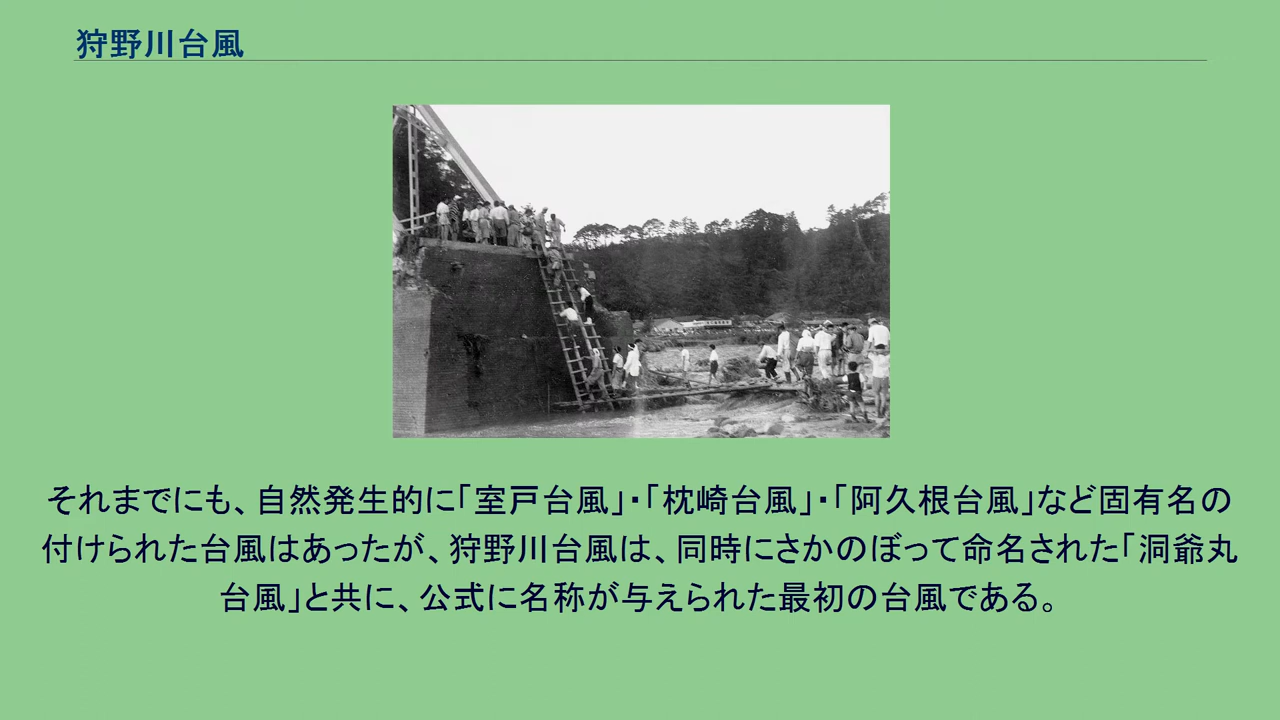 狩野川台風
それまでにも、自然発生的に「室戸台風」・「枕崎台風」・「阿久根台風」など固有名の
付けられた台風はあったが、狩野川台風は、同時にさかのぼって命名された「洞爺丸
台風」と共に、公式に名称が与えられた最初の台風である。